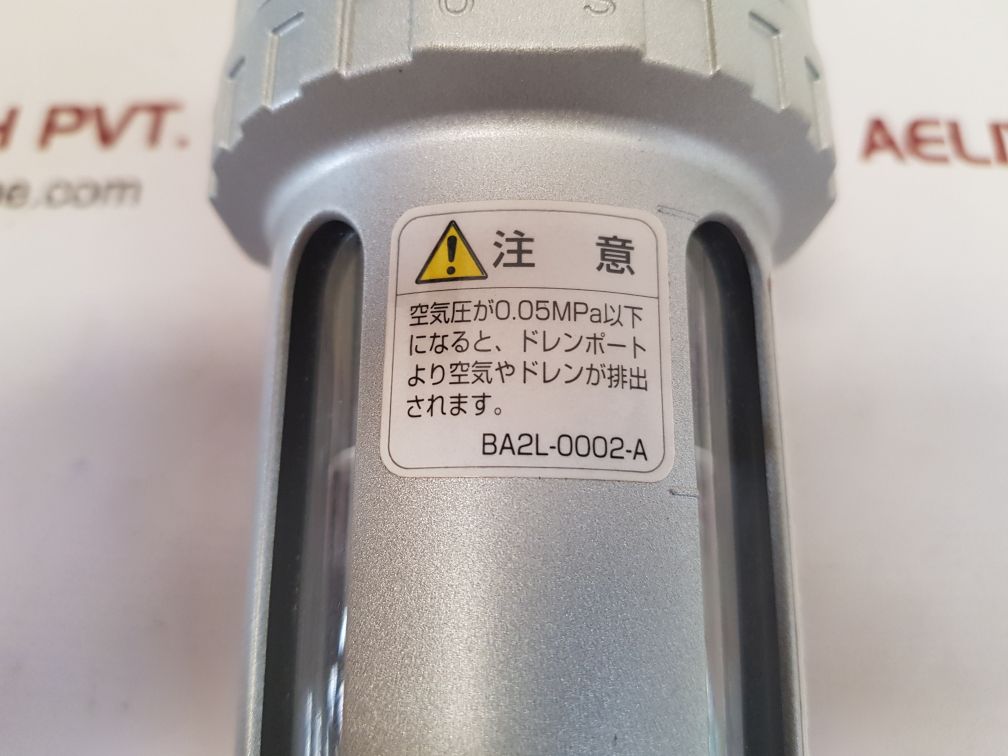 O S
H PVT.
AELI
be.com
注 意
空気圧が0.05MPa以下
になると、ドレンポート
より空気やドレンが排出
されます。
BA2L-0002-A